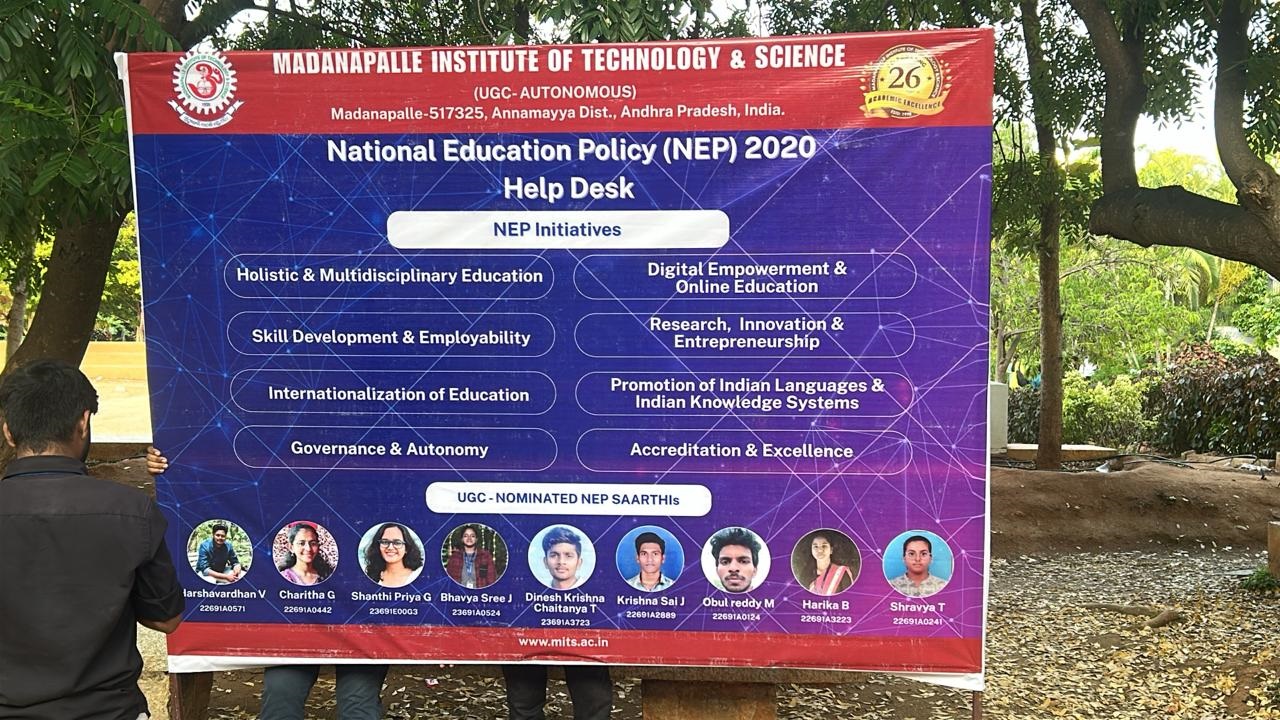 MADANAPALLE INSTITUTE OF TECHNOLOGY & SCIENCE
(UGC- AUTONOMOUS)
Madanapalle-517325, Annamayya Dist., Andhra Pradesh, India.
26
ACADEMIC EXCELLENCE
National Education Policy (NEP) 2020
Help Desk
NEP Initiatives
Holistic & Multidisciplinary Education
Digital Empowerment &
Online Education
Skill Development & Employability
Research, Innovation &
Entrepreneurship
Internationalization of Education
Promotion of Indian Languages &
Indian Knowledge Systems
Governance & Autonomy
Accreditation & Excellence
UGC - NOMINATED NEP SAARTHIs
arshavardhan V
22691A0571
Charitha G
22691A0442
Shanthi Priya G
23691E00G3
Bhavya Sree J
23691A0524
Dinesh Krishna
Chaitanya T
23691A3723
Krishna Sai J
22691A2889
Obul reddy M
22691A0124
Harika B
22691A3223
Shravya T
22691A0241
www.mits.ac.in